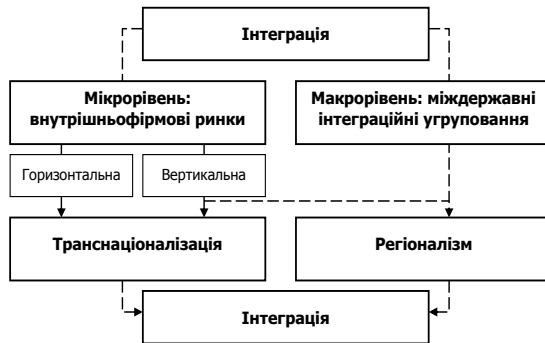 Інтеграція
Мікрорівень:
внутрішньофірмові ринки
Макрорівень: міждержавні
інтеграційні угруповання
Горизонтальна
Вертикальна
Транснаціоналізація
Регіоналізм
Інтеграція